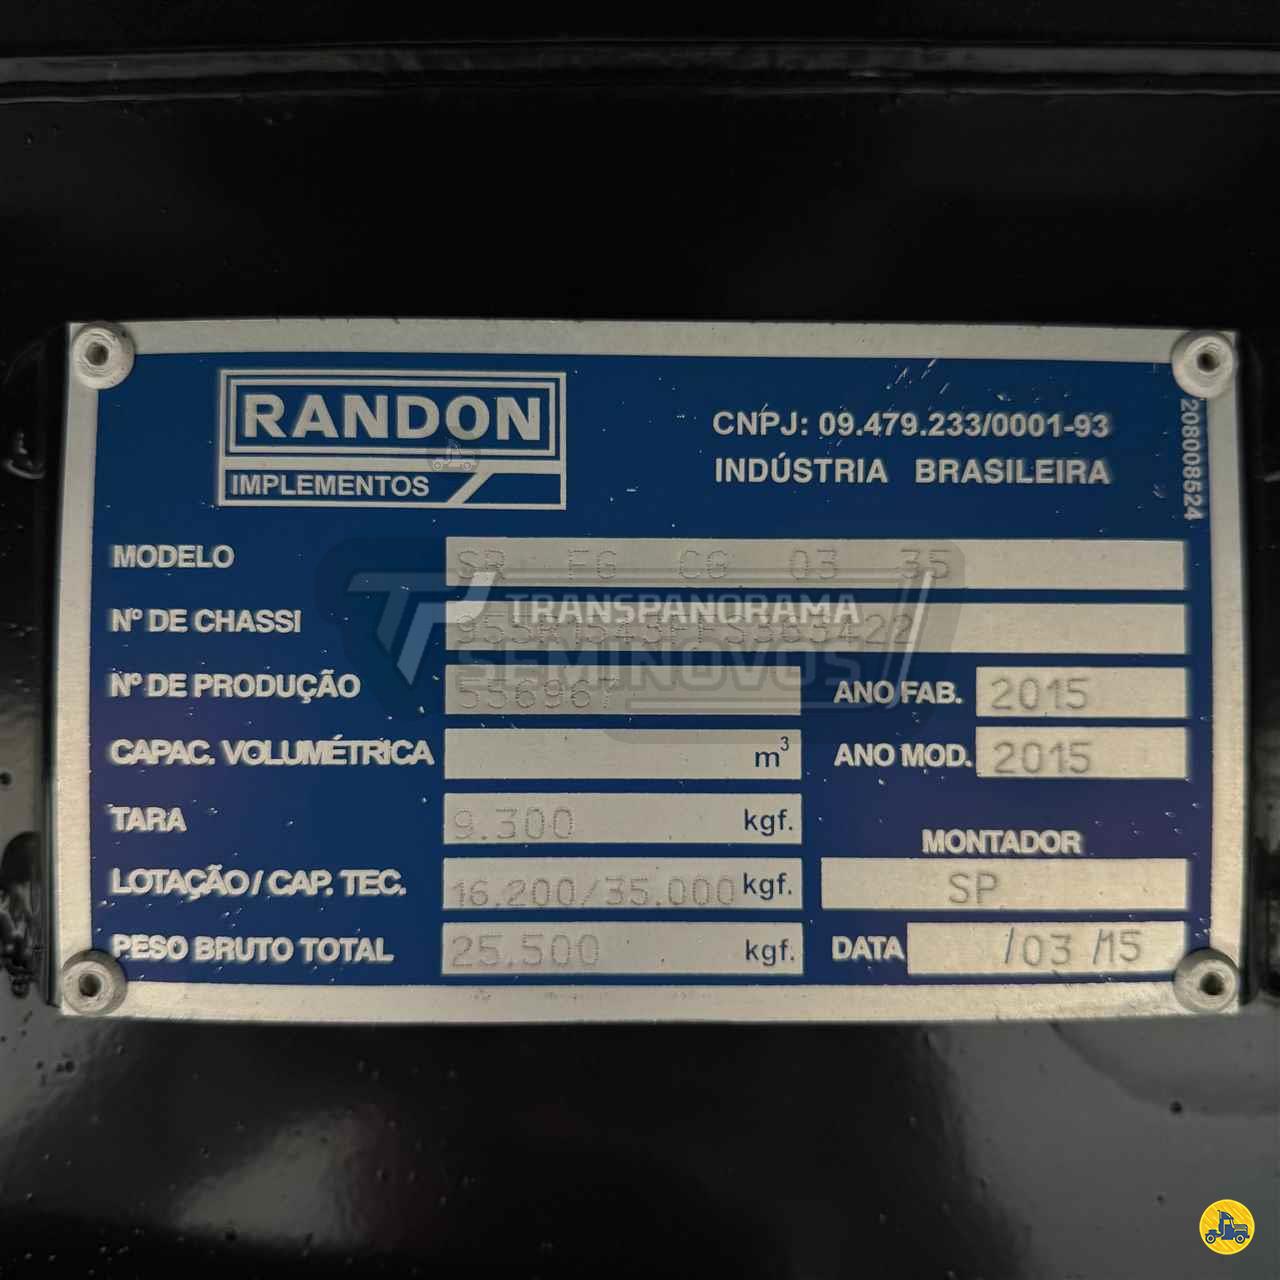 RANDON
IMPLEMENTOS
CNPJ: 09.479.233/0001-93
INDÚSTRIA BRASILEIRA
208008524
MODELO SR FG CG 03 35
Nº DE CHASSI
TRANSPANORAMA
SEMINOVOS
Nº DE PRODUÇÃO 536967 ANO FAB. 2015
CAPAC. VOLUMÉTRICA m³ ANO MOD. 2015
TARA 9.300 kgf.
MONTADOR
LOTAÇÃO / CAP. TEC. 16.200/35.000 kgf. SP
PESO BRUTO TOTAL 25.500 kgf. DATA /03/15